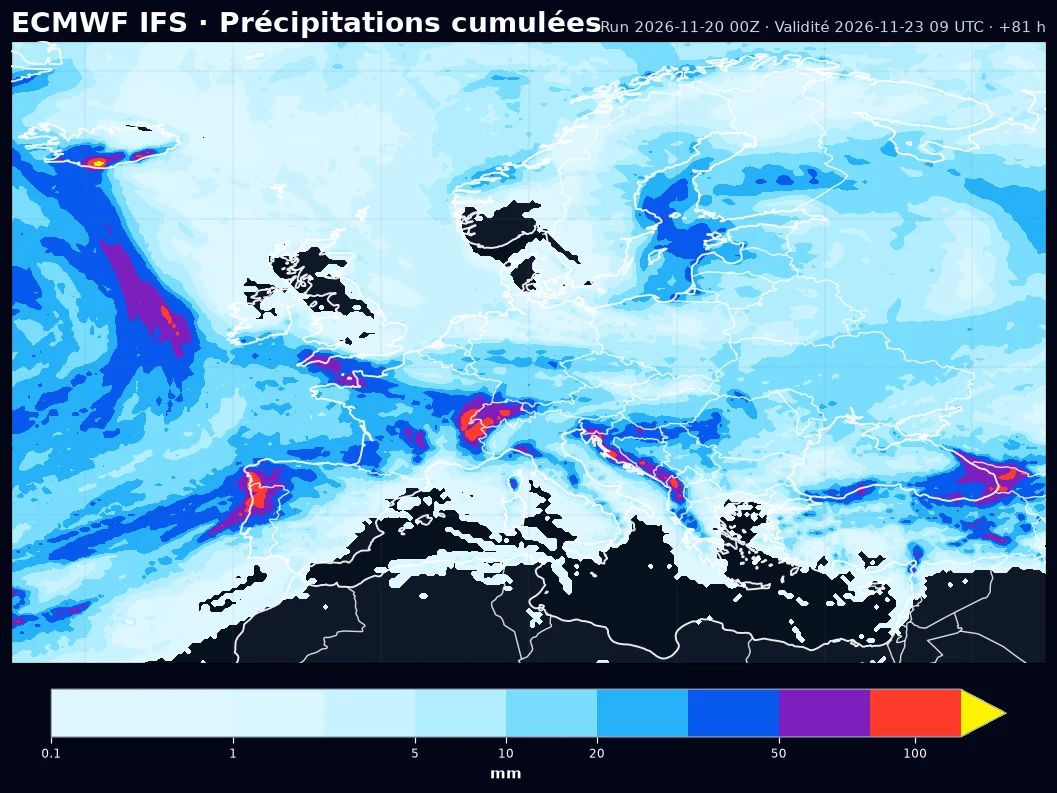 ECMWF IFS · Précipitations cumulées Run 2026-11-20 00Z · Validité 2026-11-23 09 UTC · +81 h
0.1 1 5 10 20 50 100
mm